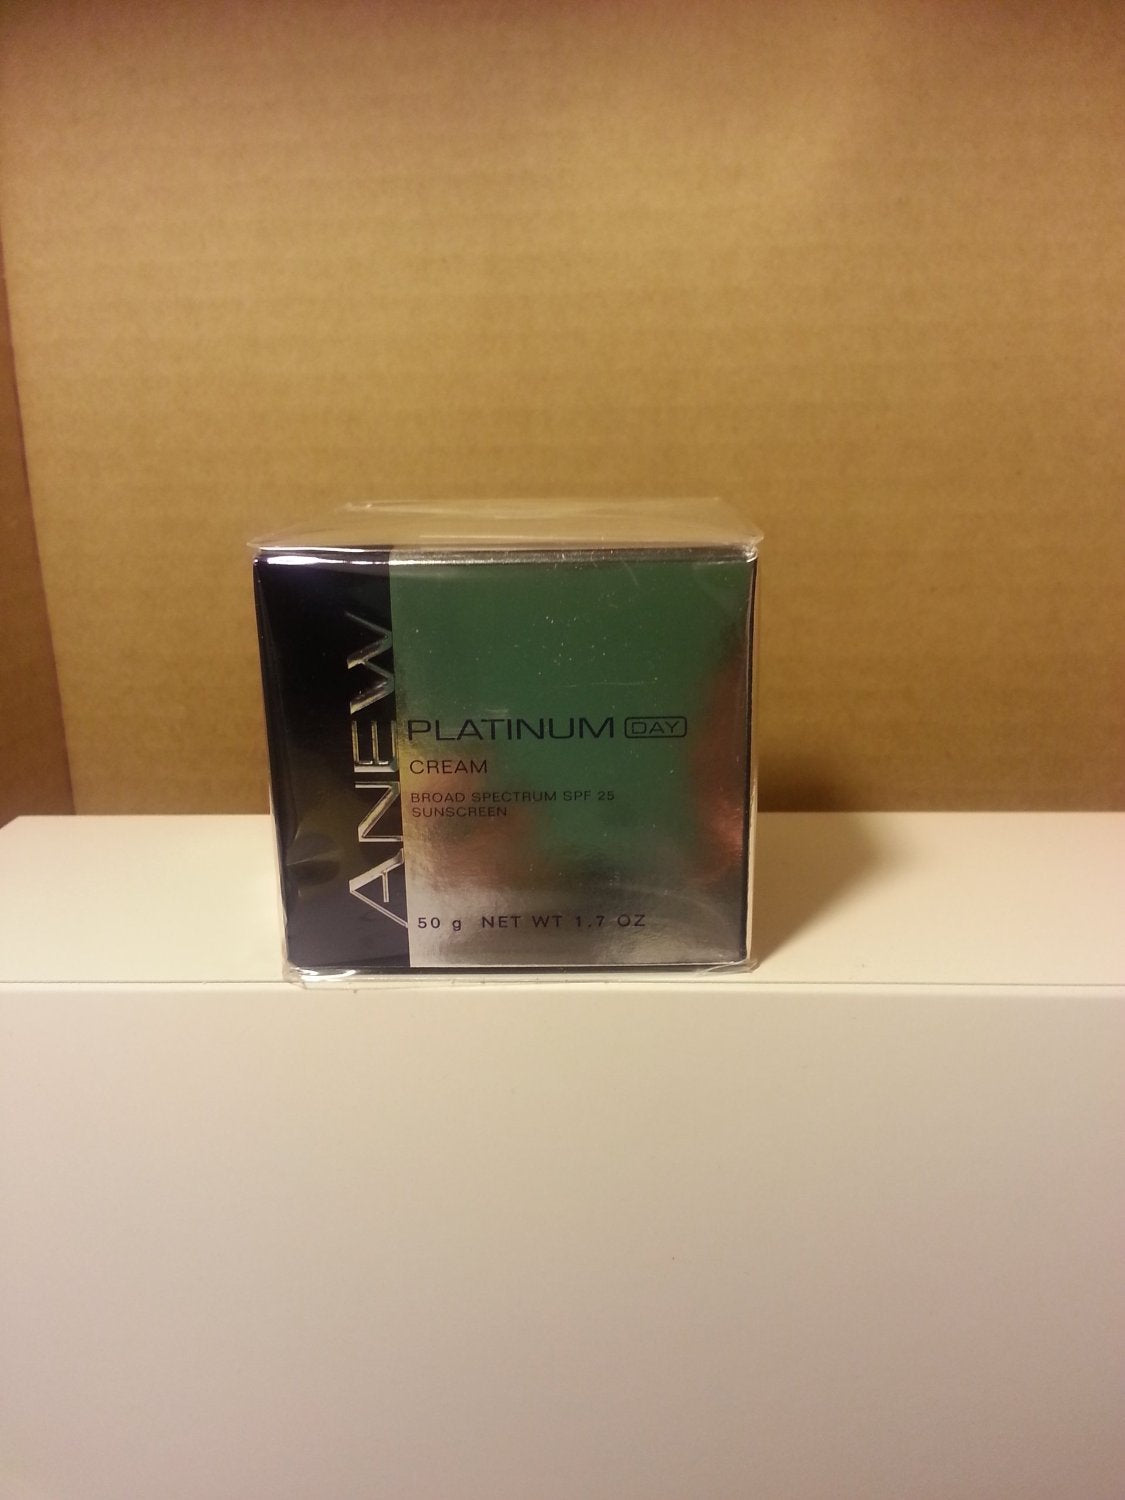 ANEW
PLATINUM DAY
CREAM
BROAD SPECTRUM SPF 25
SUNSCREEN
50 g NET WT 1.7 OZ